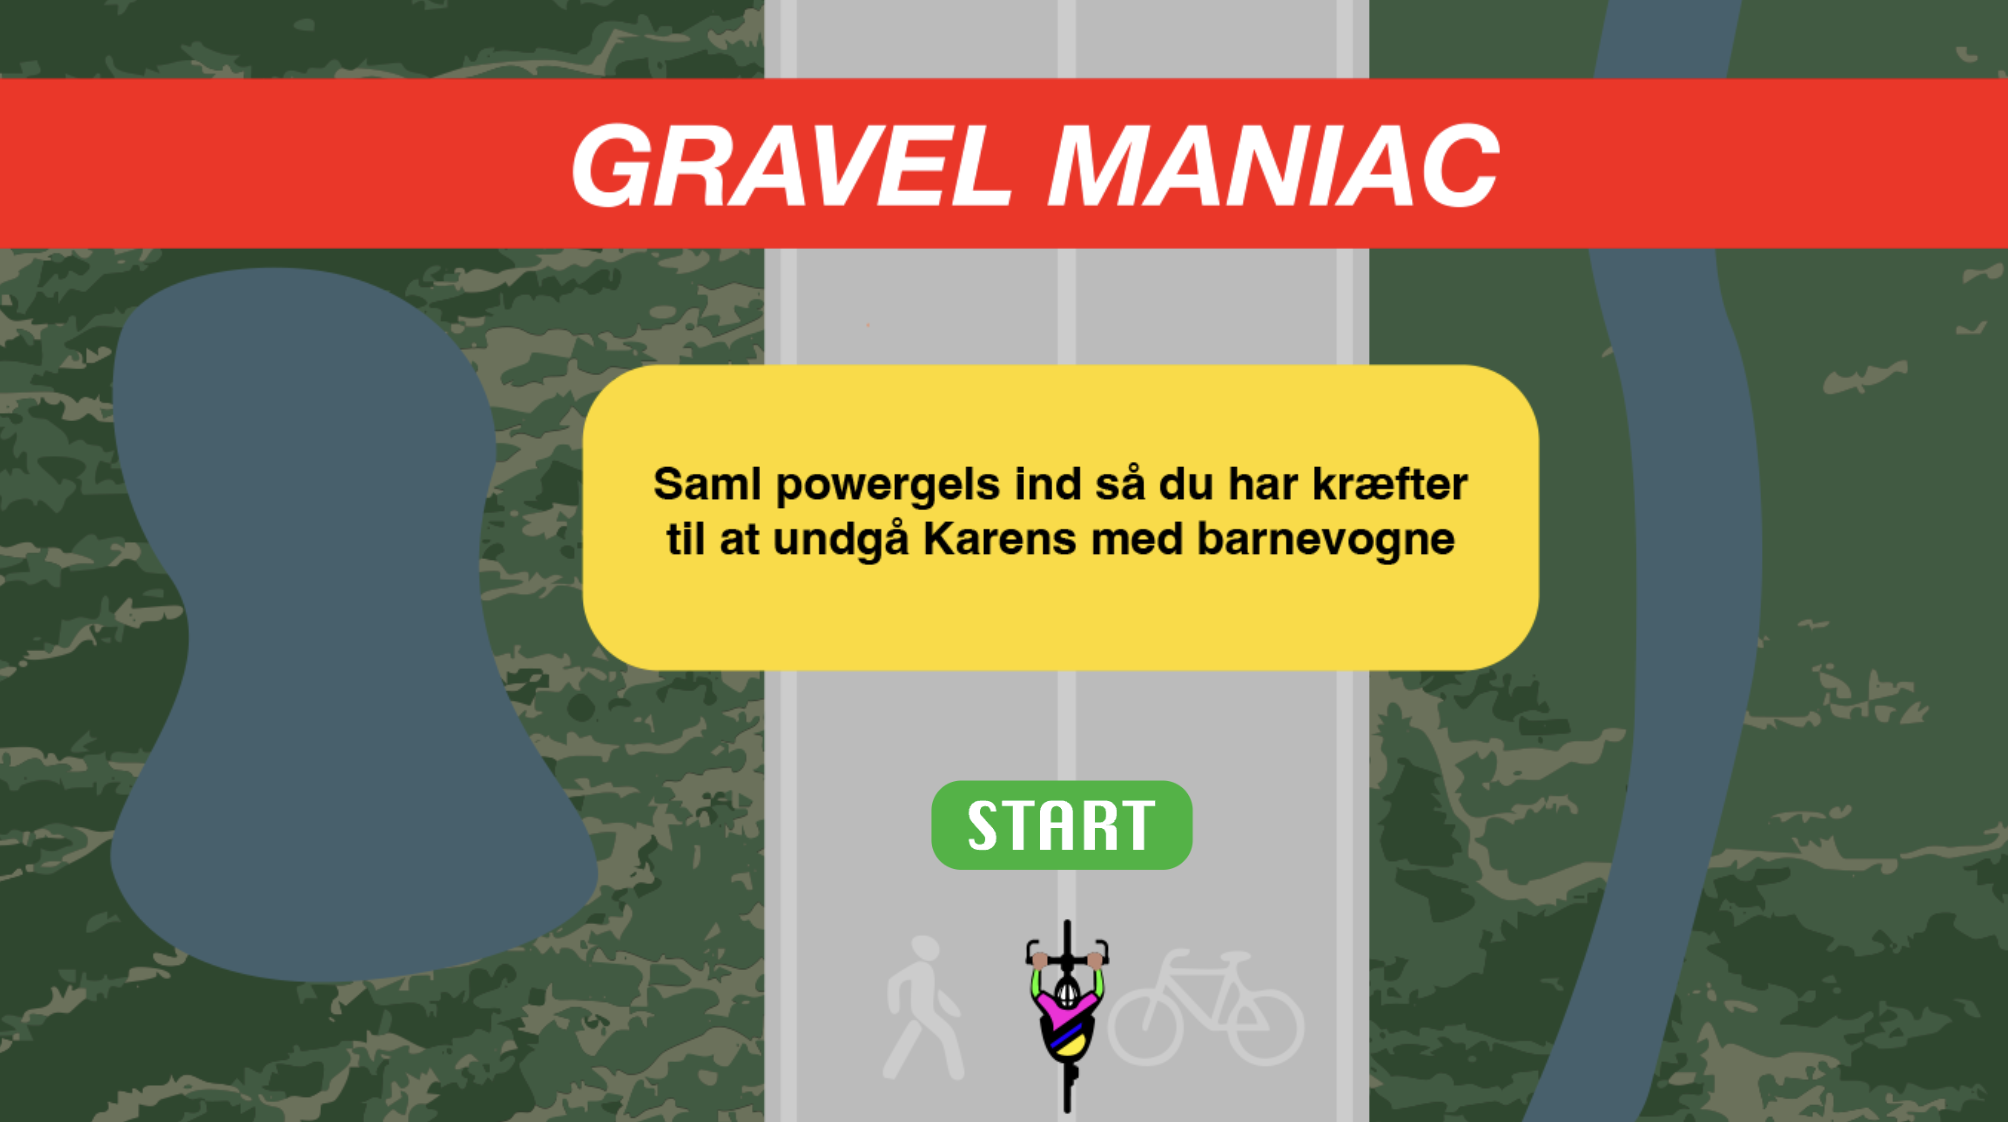 GRAVEL MANIAC
Saml powergels ind så du har kræfter
til at undgå Karens med barnevogne
START